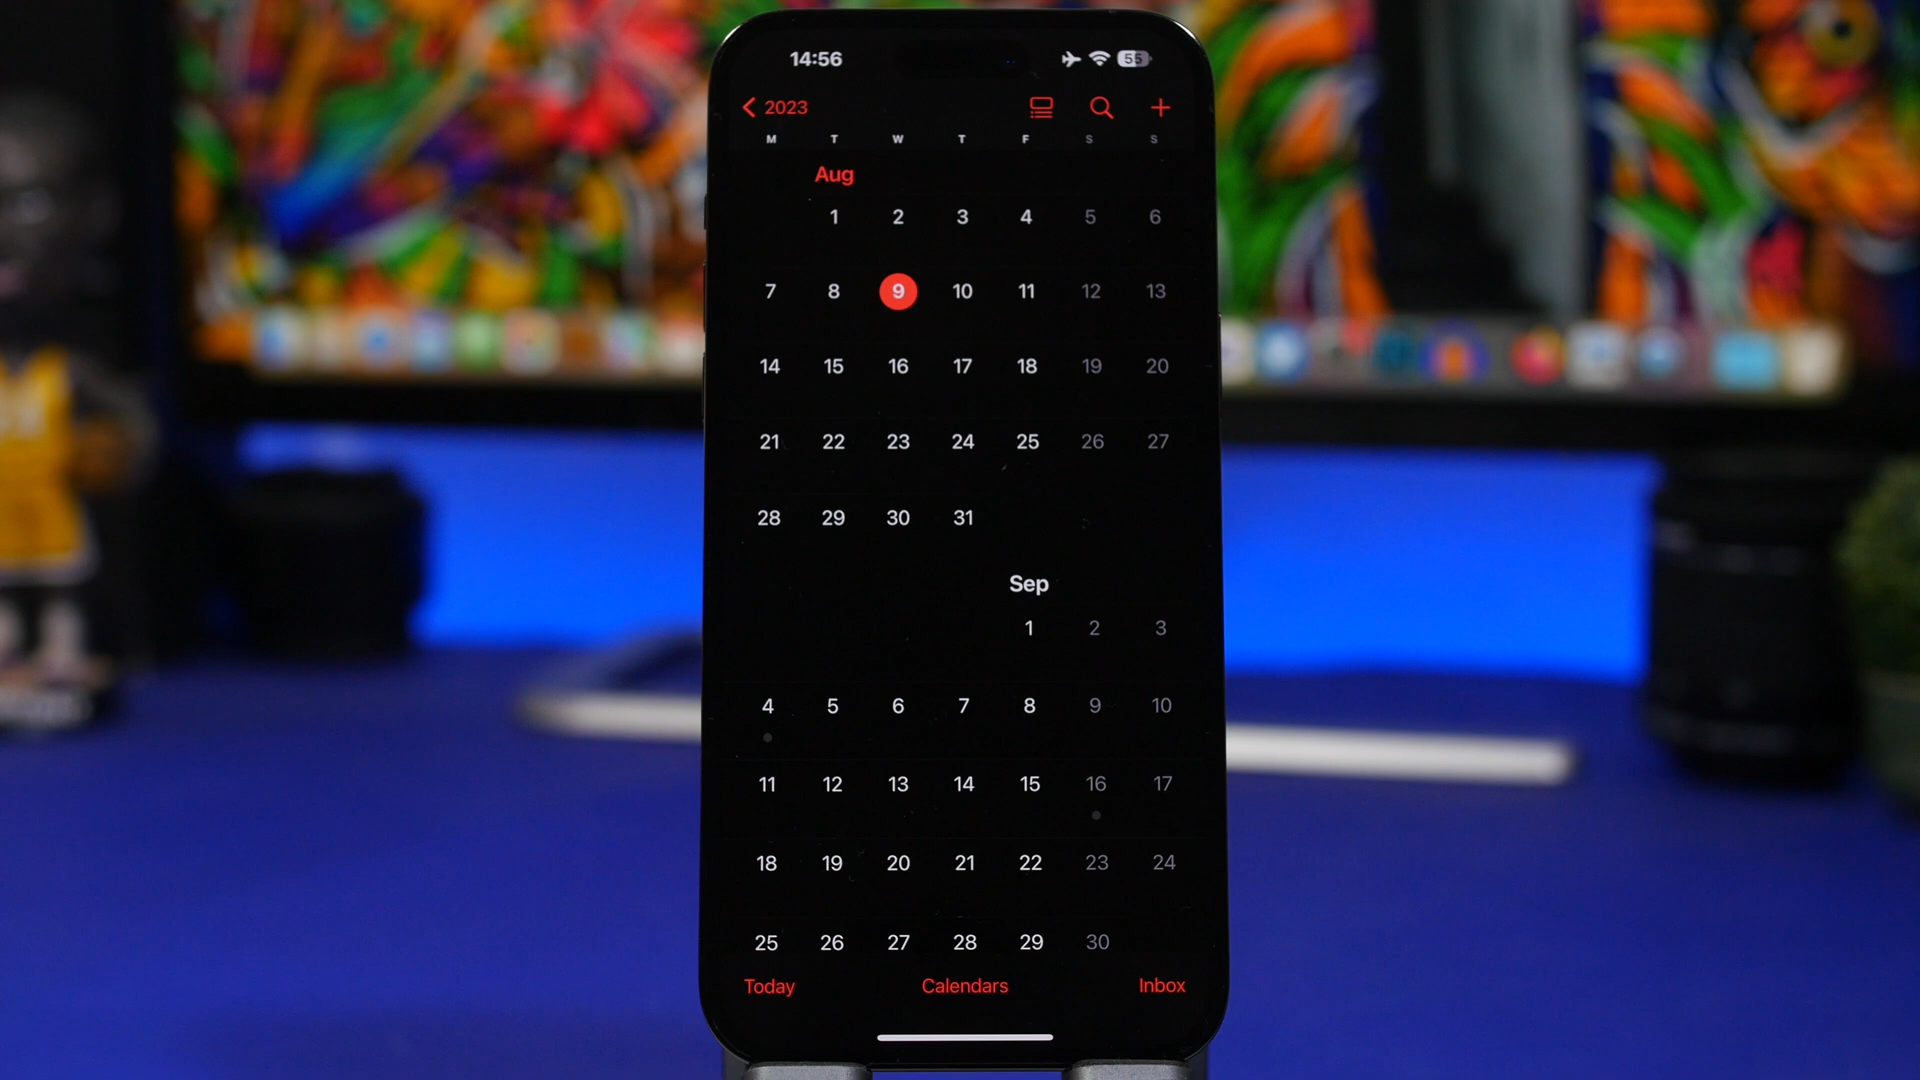 14:56 55
2023
M T W T F S S
Aug
1 2 3 4 5 6
7 8 9 10 11 12 13
14 15 16 17 18 19 20
21 22 23 24 25 26 27
28 29 30 31
Sep
1 2 3
4 5 6 7 8 9 10
11 12 13 14 15 16 17
18 19 20 21 22 23 24
25 26 27 28 29 30
Today Calendars Inbox